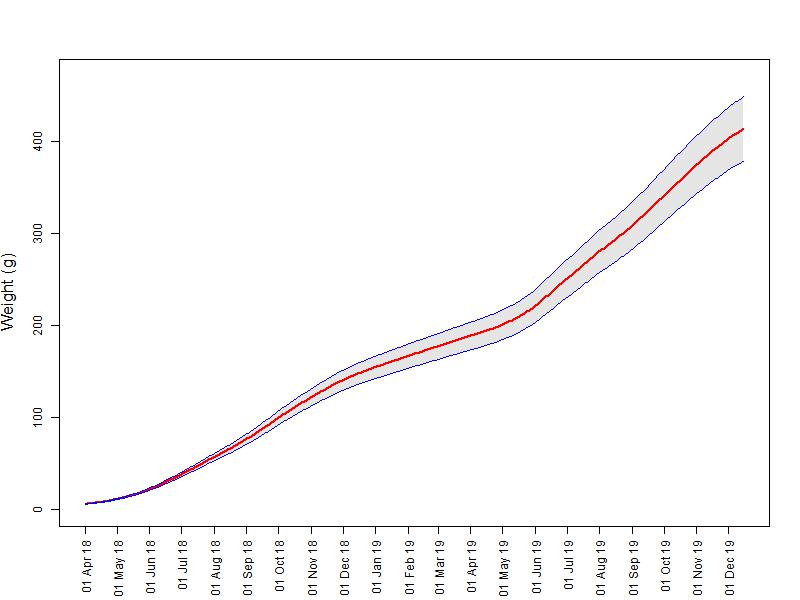 Weight (g)
400
300
200
100
0
01 Apr 18
01 May 18
01 Jun 18
01 Jul 18
01 Aug 18
01 Sep 18
01 Oct 18
01 Nov 18
01 Dec 18
01 Jan 19
01 Feb 19
01 Mar 19
01 Apr 19
01 May 19
01 Jun 19
01 Jul 19
01 Aug 19
01 Sep 19
01 Oct 19
01 Nov 19
01 Dec 19